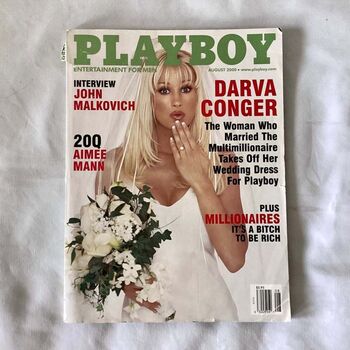 PLAYBOY
ENTERTAINMENT FOR MEN
AUGUST 2000 • www.playboy.com
INTERVIEW
JOHN
MALKOVICH
20Q
AIMEE
MANN
DARVA
CONGER
The Woman Who
Married The
Multimillionaire
Takes Off Her
Wedding Dress
For Playboy
PLUS
MILLIONAIRES
IT'S A BITCH
TO BE RICH